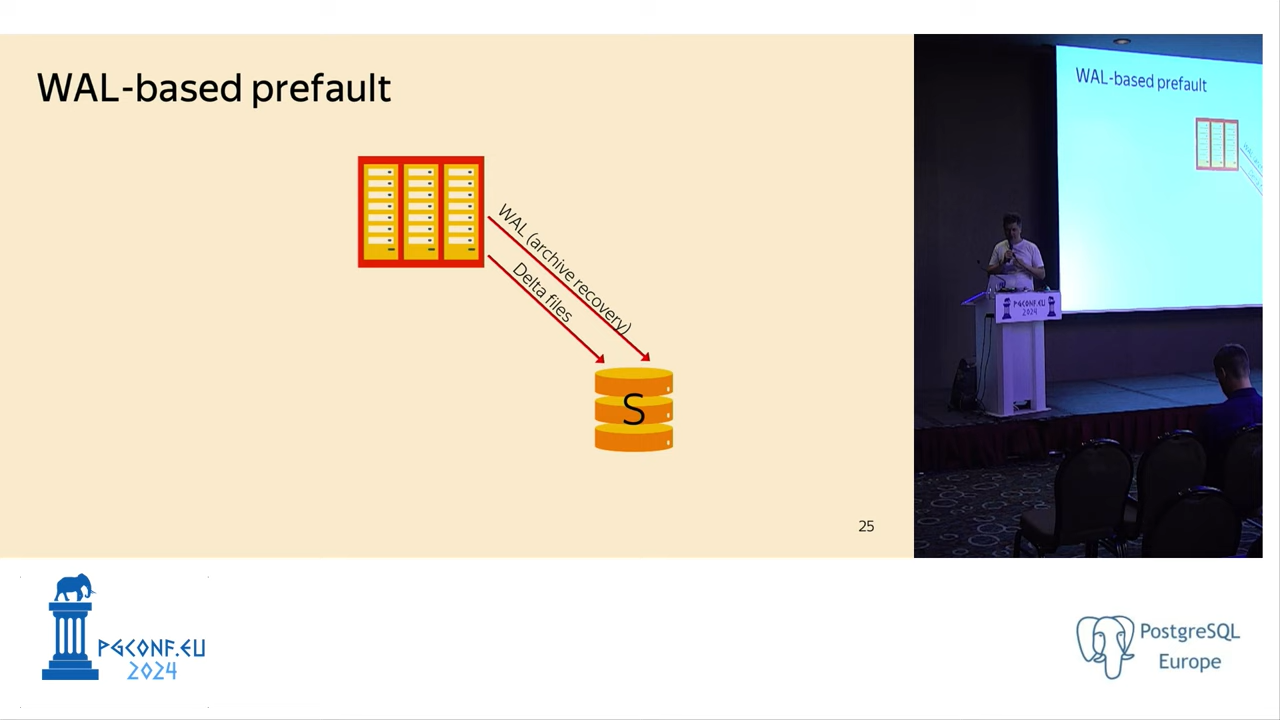 WAL-based prefault
WAL (archive recovery)
Delta files
S
25
WAL-based prefault
PGCONF.EU
2024
PGCONF.EU
2024
PostgreSQL
Europe